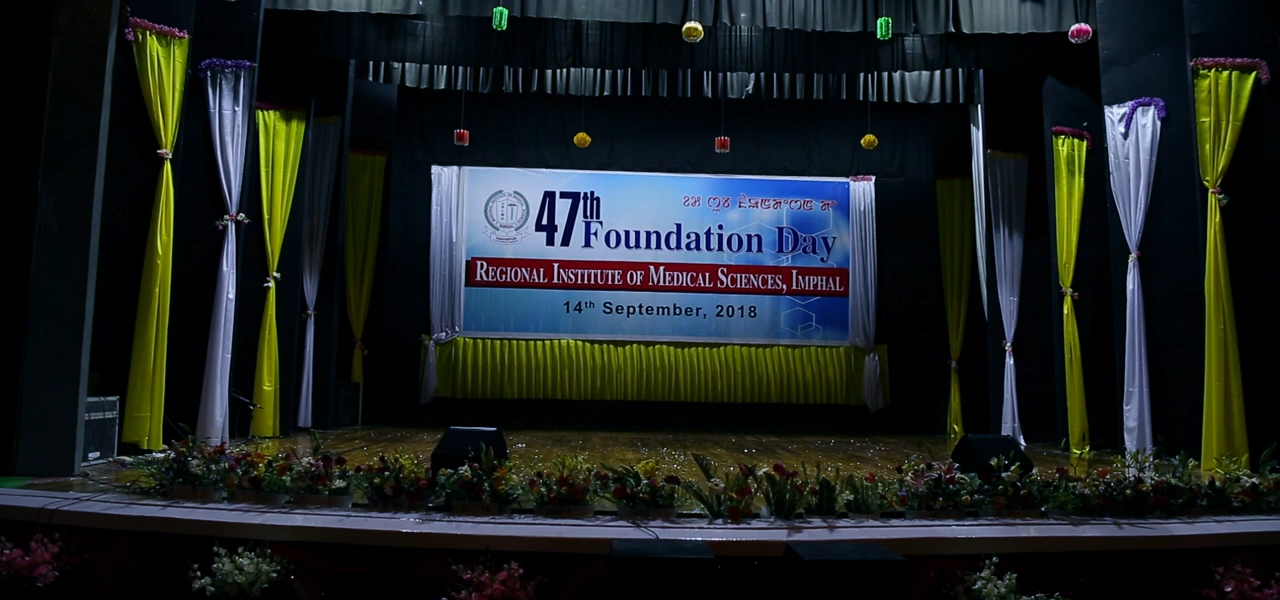 47th
Foundation Day
REGIONAL INSTITUTE OF MEDICAL SCIENCES, IMPHAL
14th September, 2018